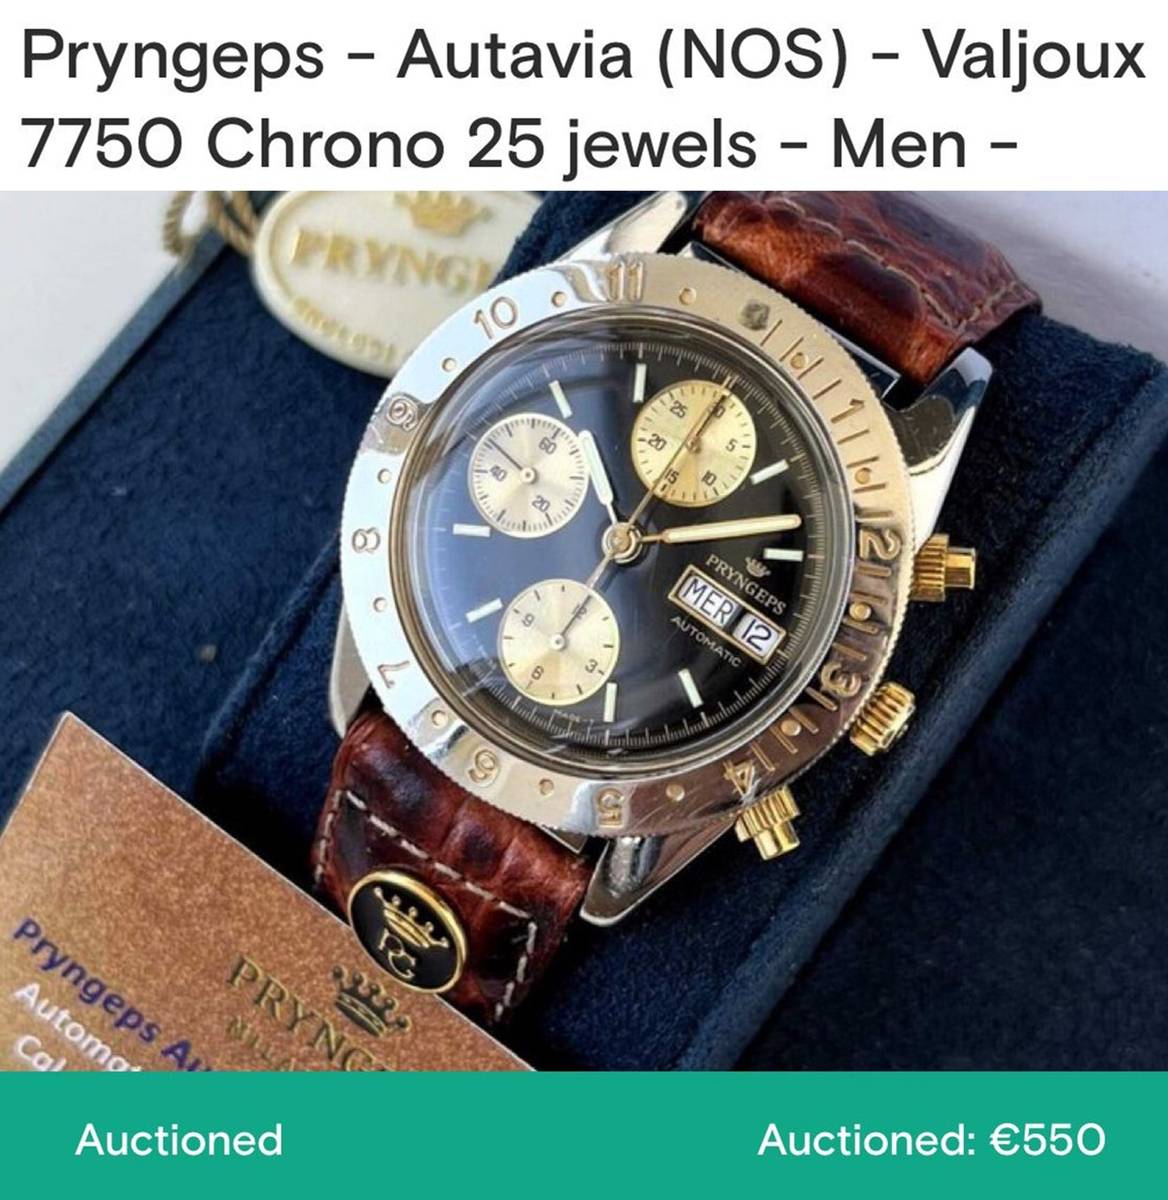 Pryngeps – Autavia (NOS) – Valjoux
7750 Chrono 25 jewels – Men –
PRYNG
10
11
1
2
3
4
5
6
7
8
60
40
20
25
30
20
5
15
10
9
12
6
3
PRYNGEPS
MER 12
AUTOMATIC
PG
PRYNG
Pryngeps Au
Automa
Cal
Auctioned
Auctioned: €550